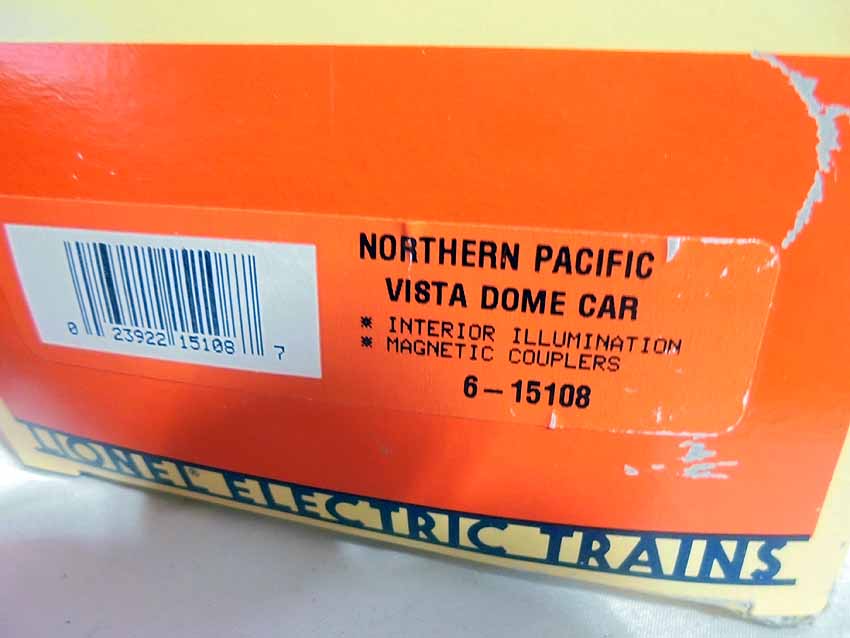 NORTHERN PACIFIC
VISTA DOME CAR
* INTERIOR ILLUMINATION
* MAGNETIC COUPLERS
6-15108
0 23922 15108 7
LIONEL® ELECTRIC TRAINS